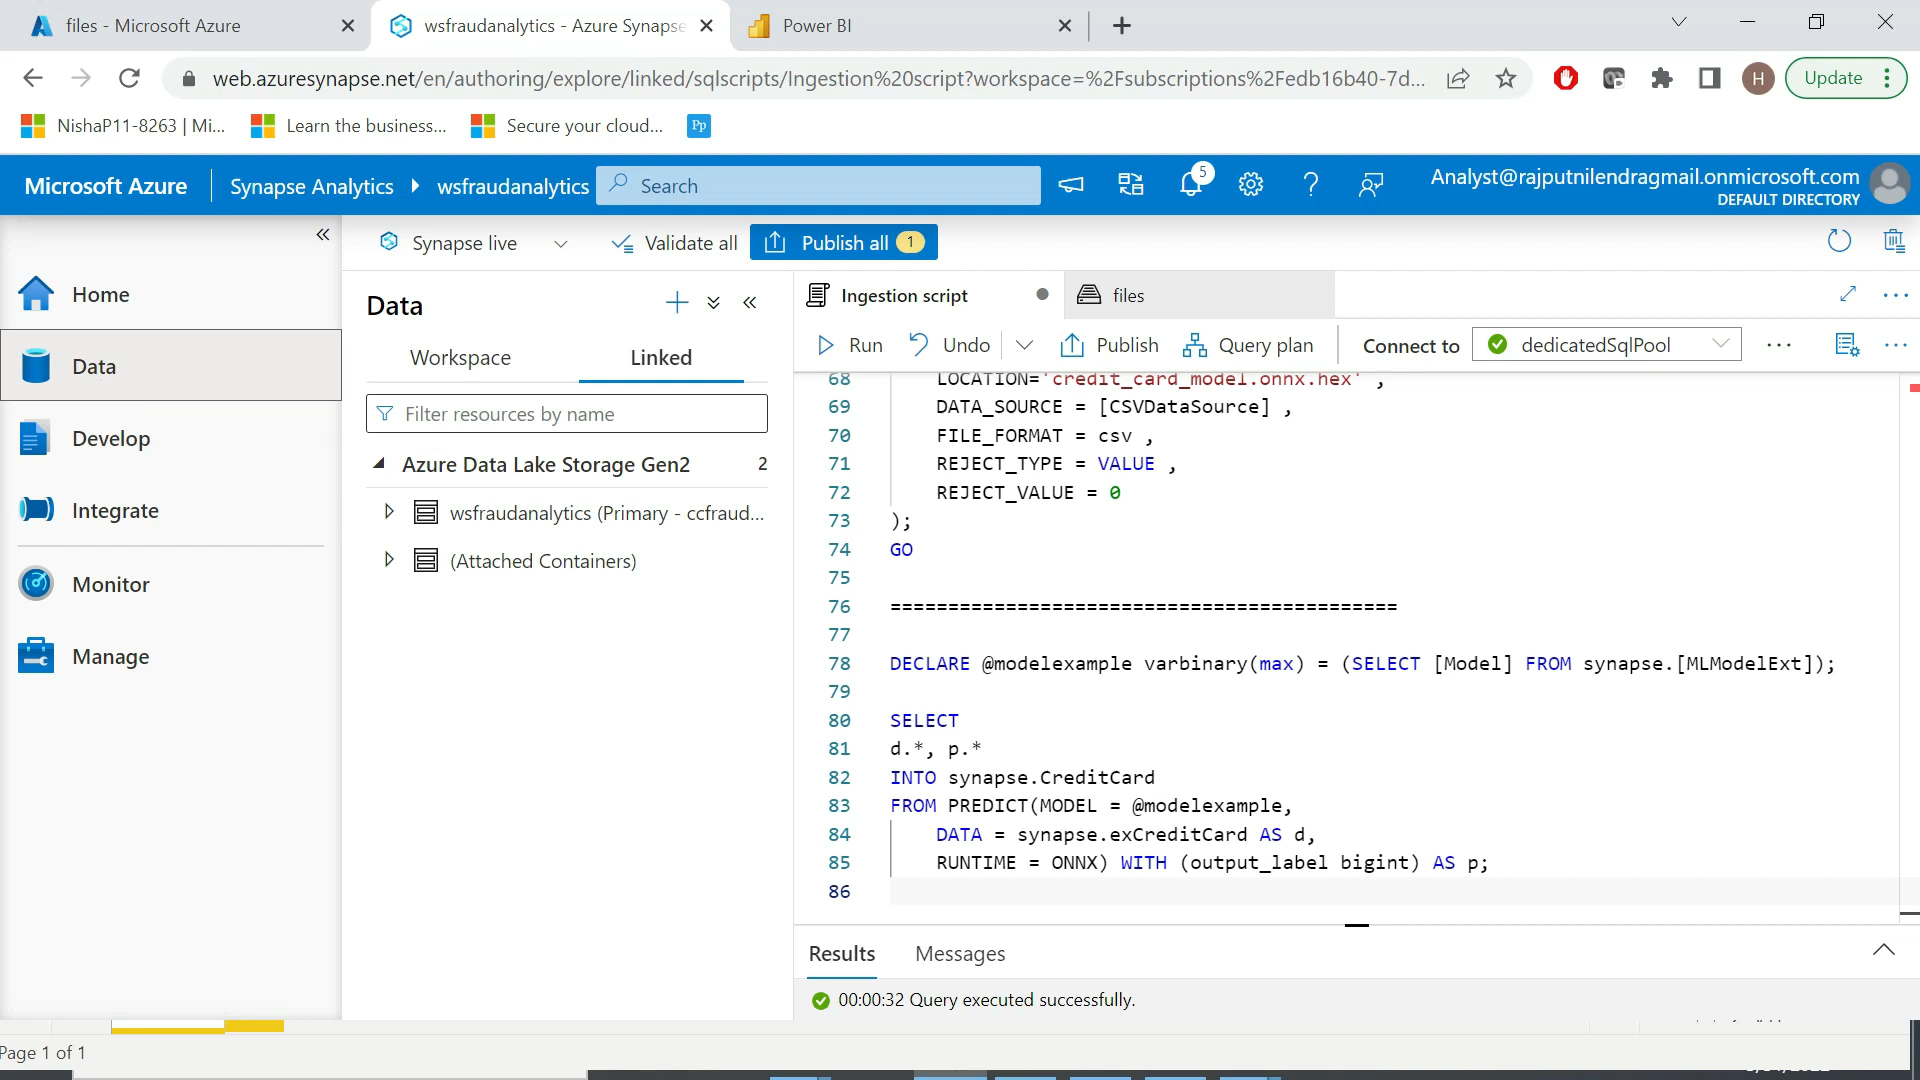 files - Microsoft Azure
wsfraudanalytics - Azure Synapse
Power BI
web.azuresynapse.net/en/authoring/explore/linked/sqlscripts/Ingestion%20script?workspace=%2Fsubscriptions%2Fedb16b40-7d...
H
Update
NishaP11-8263 | Mi...
Learn the business...
Secure your cloud...
Pp
Microsoft Azure
Synapse Analytics
wsfraudanalytics
Search
5
Analyst@rajputnilendragmail.onmicrosoft.com
DEFAULT DIRECTORY
«
Synapse live
Validate all
Publish all 1
Home
Data
Develop
Integrate
Monitor
Manage
Data
Workspace
Linked
Filter resources by name
Azure Data Lake Storage Gen2 2
wsfraudanalytics (Primary - ccfraud...
(Attached Containers)
Ingestion script
files
Run
Undo
Publish
Query plan
Connect to
dedicatedSqlPool
68 LOCATION='credit_card_model.onnx.hex' ,
69 DATA_SOURCE = [CSVDataSource] ,
70 FILE_FORMAT = csv ,
71 REJECT_TYPE = VALUE ,
72 REJECT_VALUE = 0
73 );
74 GO
75
76 ============================================
77
78 DECLARE @modelexample varbinary(max) = (SELECT [Model] FROM synapse.[MLModelExt]);
79
80 SELECT
81 d.*, p.*
82 INTO synapse.CreditCard
83 FROM PREDICT(MODEL = @modelexample,
84 DATA = synapse.exCreditCard AS d,
85 RUNTIME = ONNX) WITH (output_label bigint) AS p;
86
Results
Messages
00:00:32 Query executed successfully.
Page 1 of 1